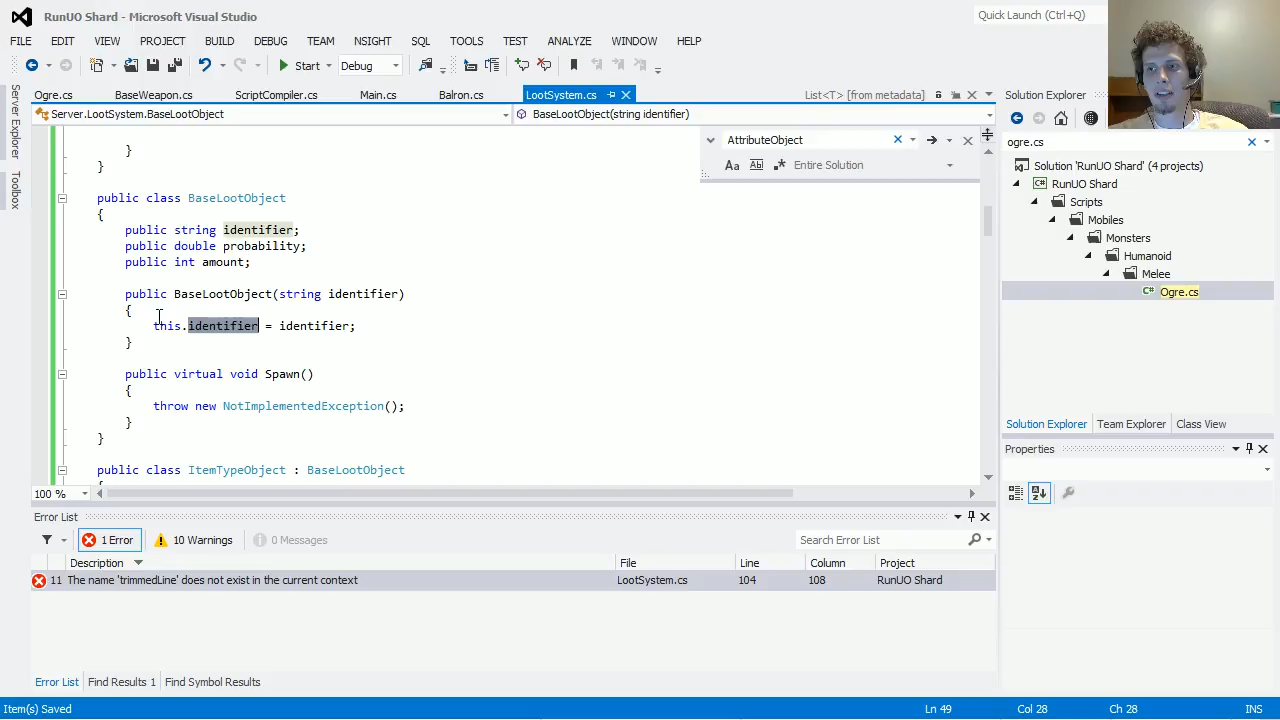 RunUO Shard - Microsoft Visual Studio
Quick Launch (Ctrl+Q)
FILE EDIT VIEW PROJECT BUILD DEBUG TEAM NSIGHT SQL TOOLS TEST ANALYZE WINDOW HELP
Start Debug
Server Explorer
Toolbox
Ogre.cs BaseWeapon.cs ScriptCompiler.cs Main.cs Balron.cs LootSystem.cs List<T> [from metadata]
Server.LootSystem.BaseLootObject BaseLootObject(string identifier)
AttributeObject
Aa Entire Solution
}
}
public class BaseLootObject
{
public string identifier;
public double probability;
public int amount;
public BaseLootObject(string identifier)
{
this.identifier = identifier;
}
public virtual void Spawn()
{
throw new NotImplementedException();
}
}
public class ItemTypeObject : BaseLootObject
100 %
Solution Explorer
ogre.cs
Solution 'RunUO Shard' (4 projects)
RunUO Shard
Scripts
Mobiles
Monsters
Humanoid
Melee
Ogre.cs
Solution Explorer Team Explorer Class View
Properties
Error List
1 Error 10 Warnings 0 Messages Search Error List
Description File Line Column Project
11 The name 'trimmedLine' does not exist in the current context LootSystem.cs 104 108 RunUO Shard
Error List Find Results 1 Find Symbol Results
Item(s) Saved Ln 49 Col 28 Ch 28 INS